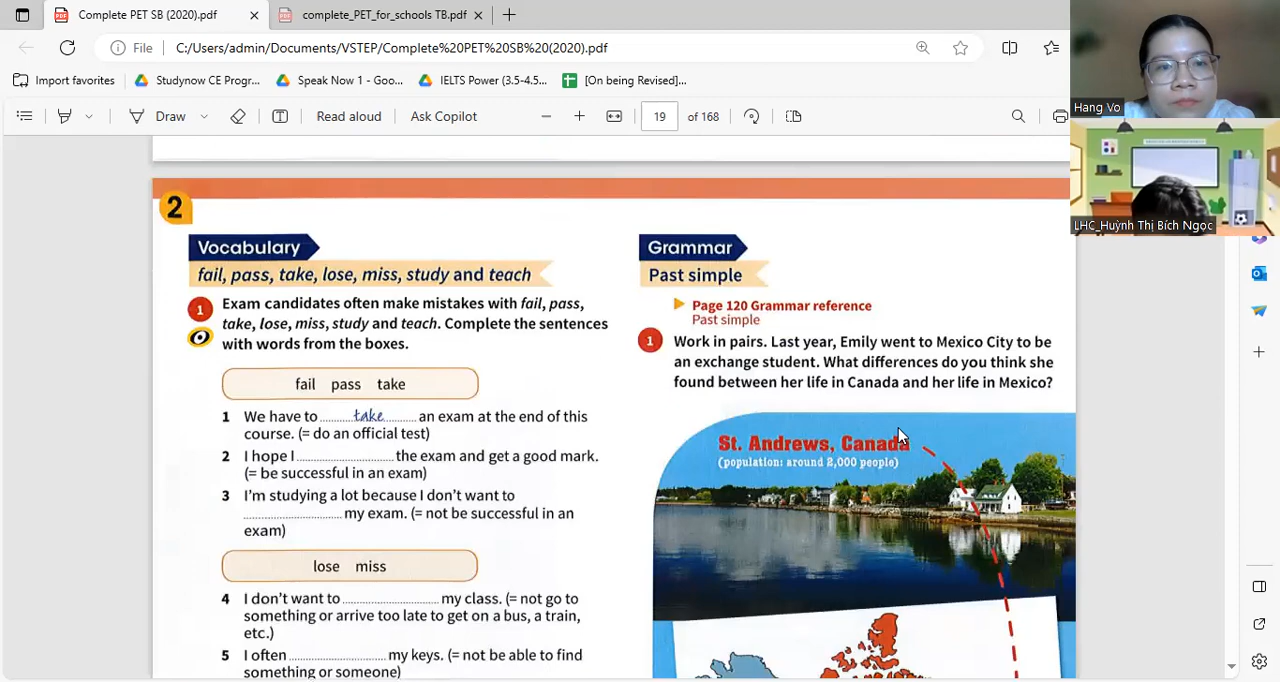 Complete PET SB (2020).pdf
complete_PET_for_schools TB.pdf
File
C:/Users/admin/Documents/VSTEP/Complete%20PET%20SB%20(2020).pdf
Import favorites
Studynow CE Progr...
Speak Now 1 - Goo...
IELTS Power (3.5-4.5...
[On being Revised]...
Draw
Read aloud
Ask Copilot
19
of 168
Hang Vo
LHC_Huỳnh Thị Bích Ngọc
2
Vocabulary
fail, pass, take, lose, miss, study and teach
1
Exam candidates often make mistakes with fail, pass,
take, lose, miss, study and teach. Complete the sentences
with words from the boxes.
fail pass take
1 We have to ........take........ an exam at the end of this
course. (= do an official test)
2 I hope I ........................ the exam and get a good mark.
(= be successful in an exam)
3 I'm studying a lot because I don't want to
........................ my exam. (= not be successful in an
exam)
lose miss
4 I don't want to ........................ my class. (= not go to
something or arrive too late to get on a bus, a train,
etc.)
5 I often ........................ my keys. (= not be able to find
something or someone)
Grammar
Past simple
Page 120 Grammar reference
Past simple
1
Work in pairs. Last year, Emily went to Mexico City to be
an exchange student. What differences do you think she
found between her life in Canada and her life in Mexico?
St. Andrews, Canada
(population: around 2,000 people)